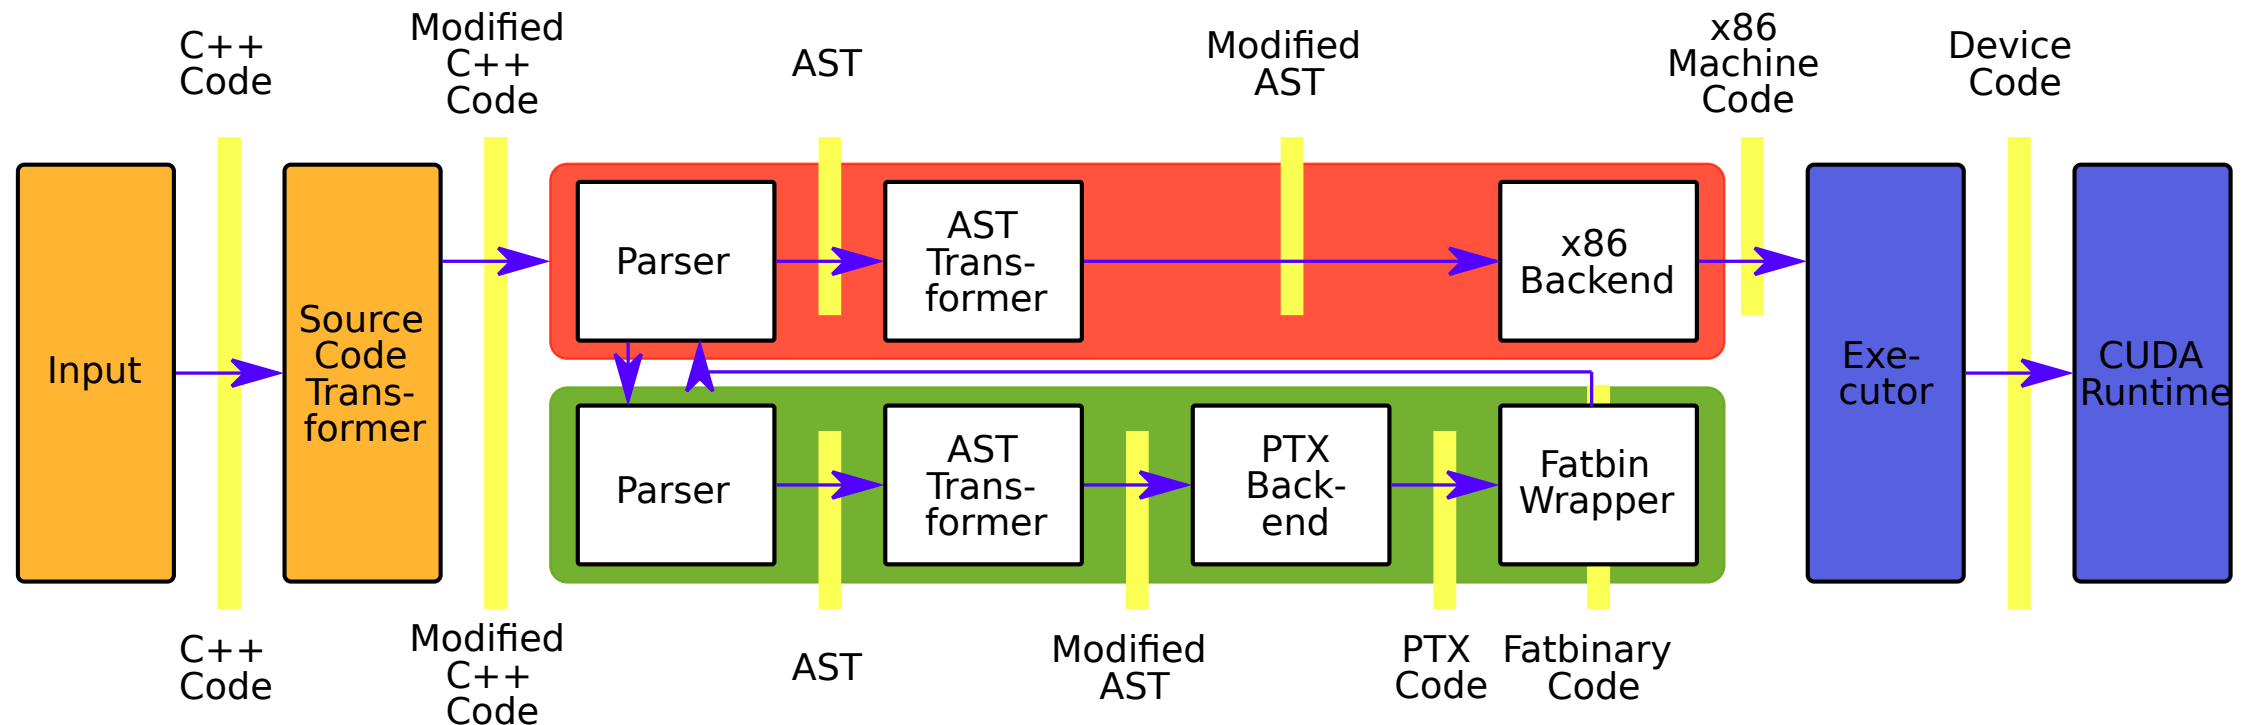 C++
Code
Modified
C++
Code
AST
Modified
AST
x86
Machine
Code
Device
Code
Input
Source
Code
Trans-
former
Parser
AST
Trans-
former
x86
Backend
Parser
AST
Trans-
former
PTX
Back-
end
Fatbin
Wrapper
Exe-
cutor
CUDA
Runtime
C++
Code
Modified
C++
Code
AST
Modified
AST
PTX
Code
Fatbinary
Code